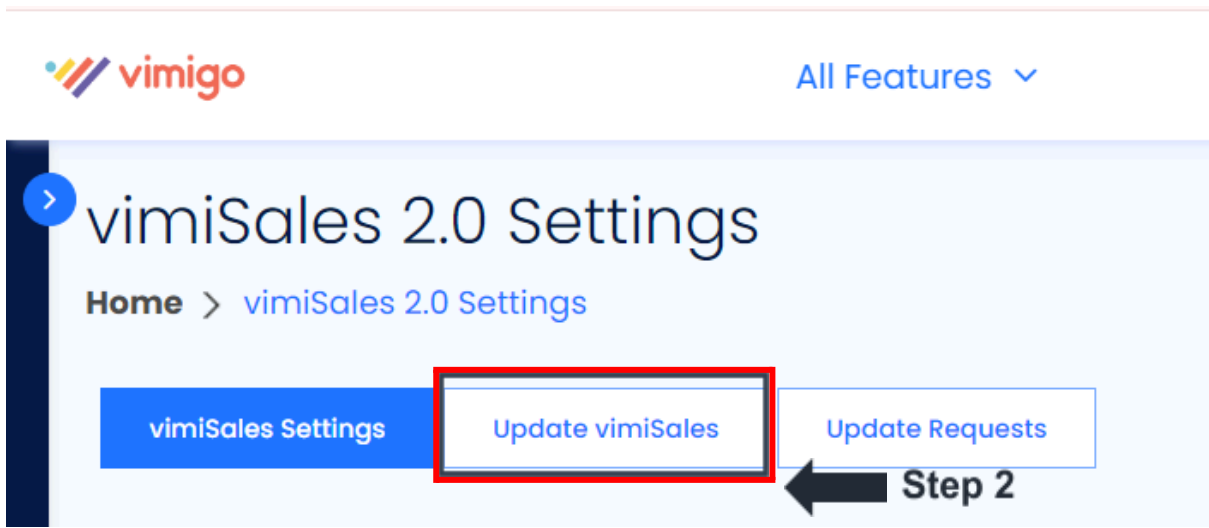 vimigo
All Features
vimiSales 2.0 Settings
Home > vimiSales 2.0 Settings
vimiSales Settings
Update vimiSales
Update Requests
Step 2